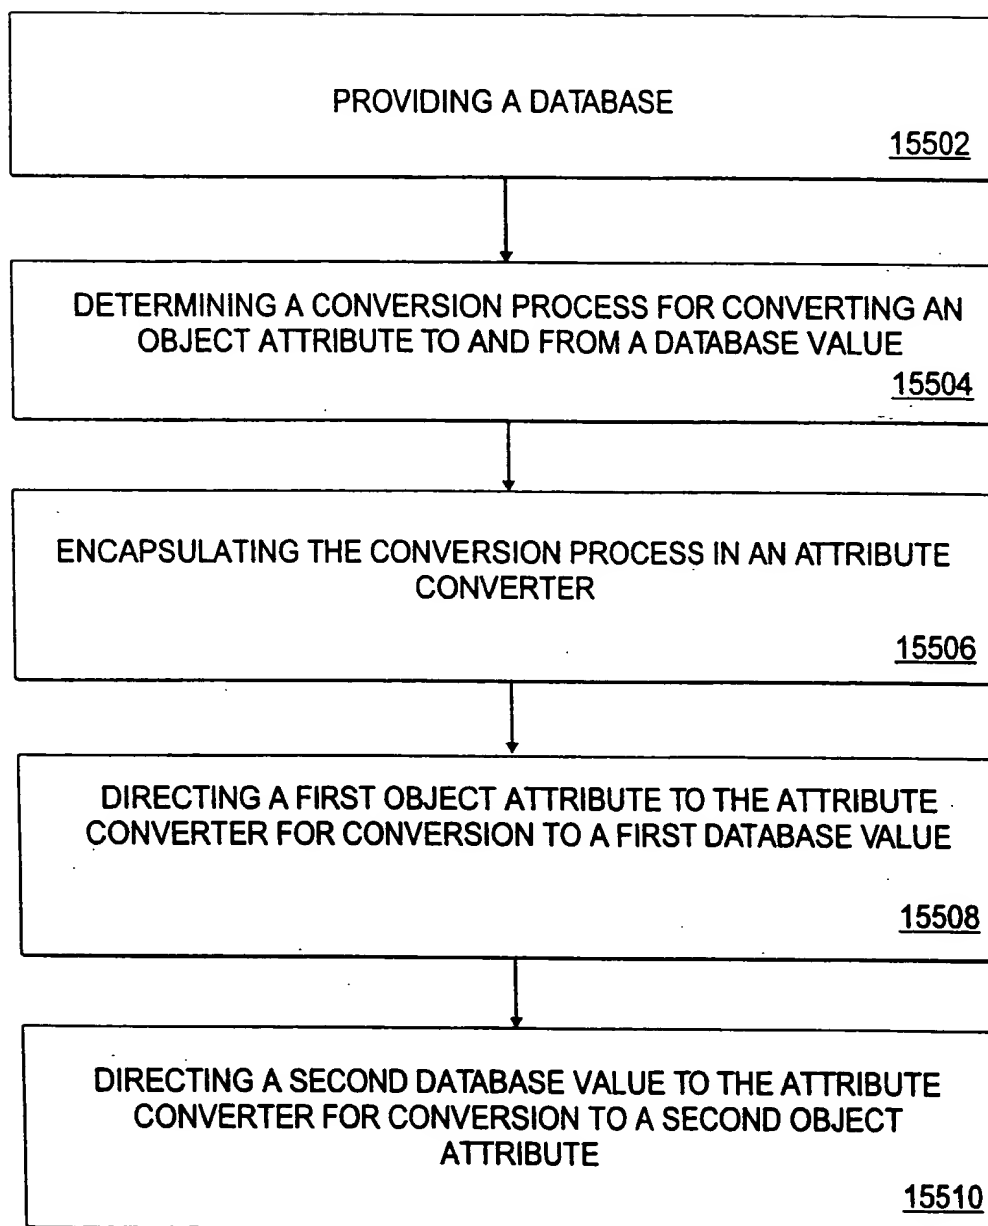 PROVIDING A DATABASE
15502
DETERMINING A CONVERSION PROCESS FOR CONVERTING AN
OBJECT ATTRIBUTE TO AND FROM A DATABASE VALUE
15504
ENCAPSULATING THE CONVERSION PROCESS IN AN ATTRIBUTE
CONVERTER
15506
DIRECTING A FIRST OBJECT ATTRIBUTE TO THE ATTRIBUTE
CONVERTER FOR CONVERSION TO A FIRST DATABASE VALUE
15508
DIRECTING A SECOND DATABASE VALUE TO THE ATTRIBUTE
CONVERTER FOR CONVERSION TO A SECOND OBJECT
ATTRIBUTE
15510